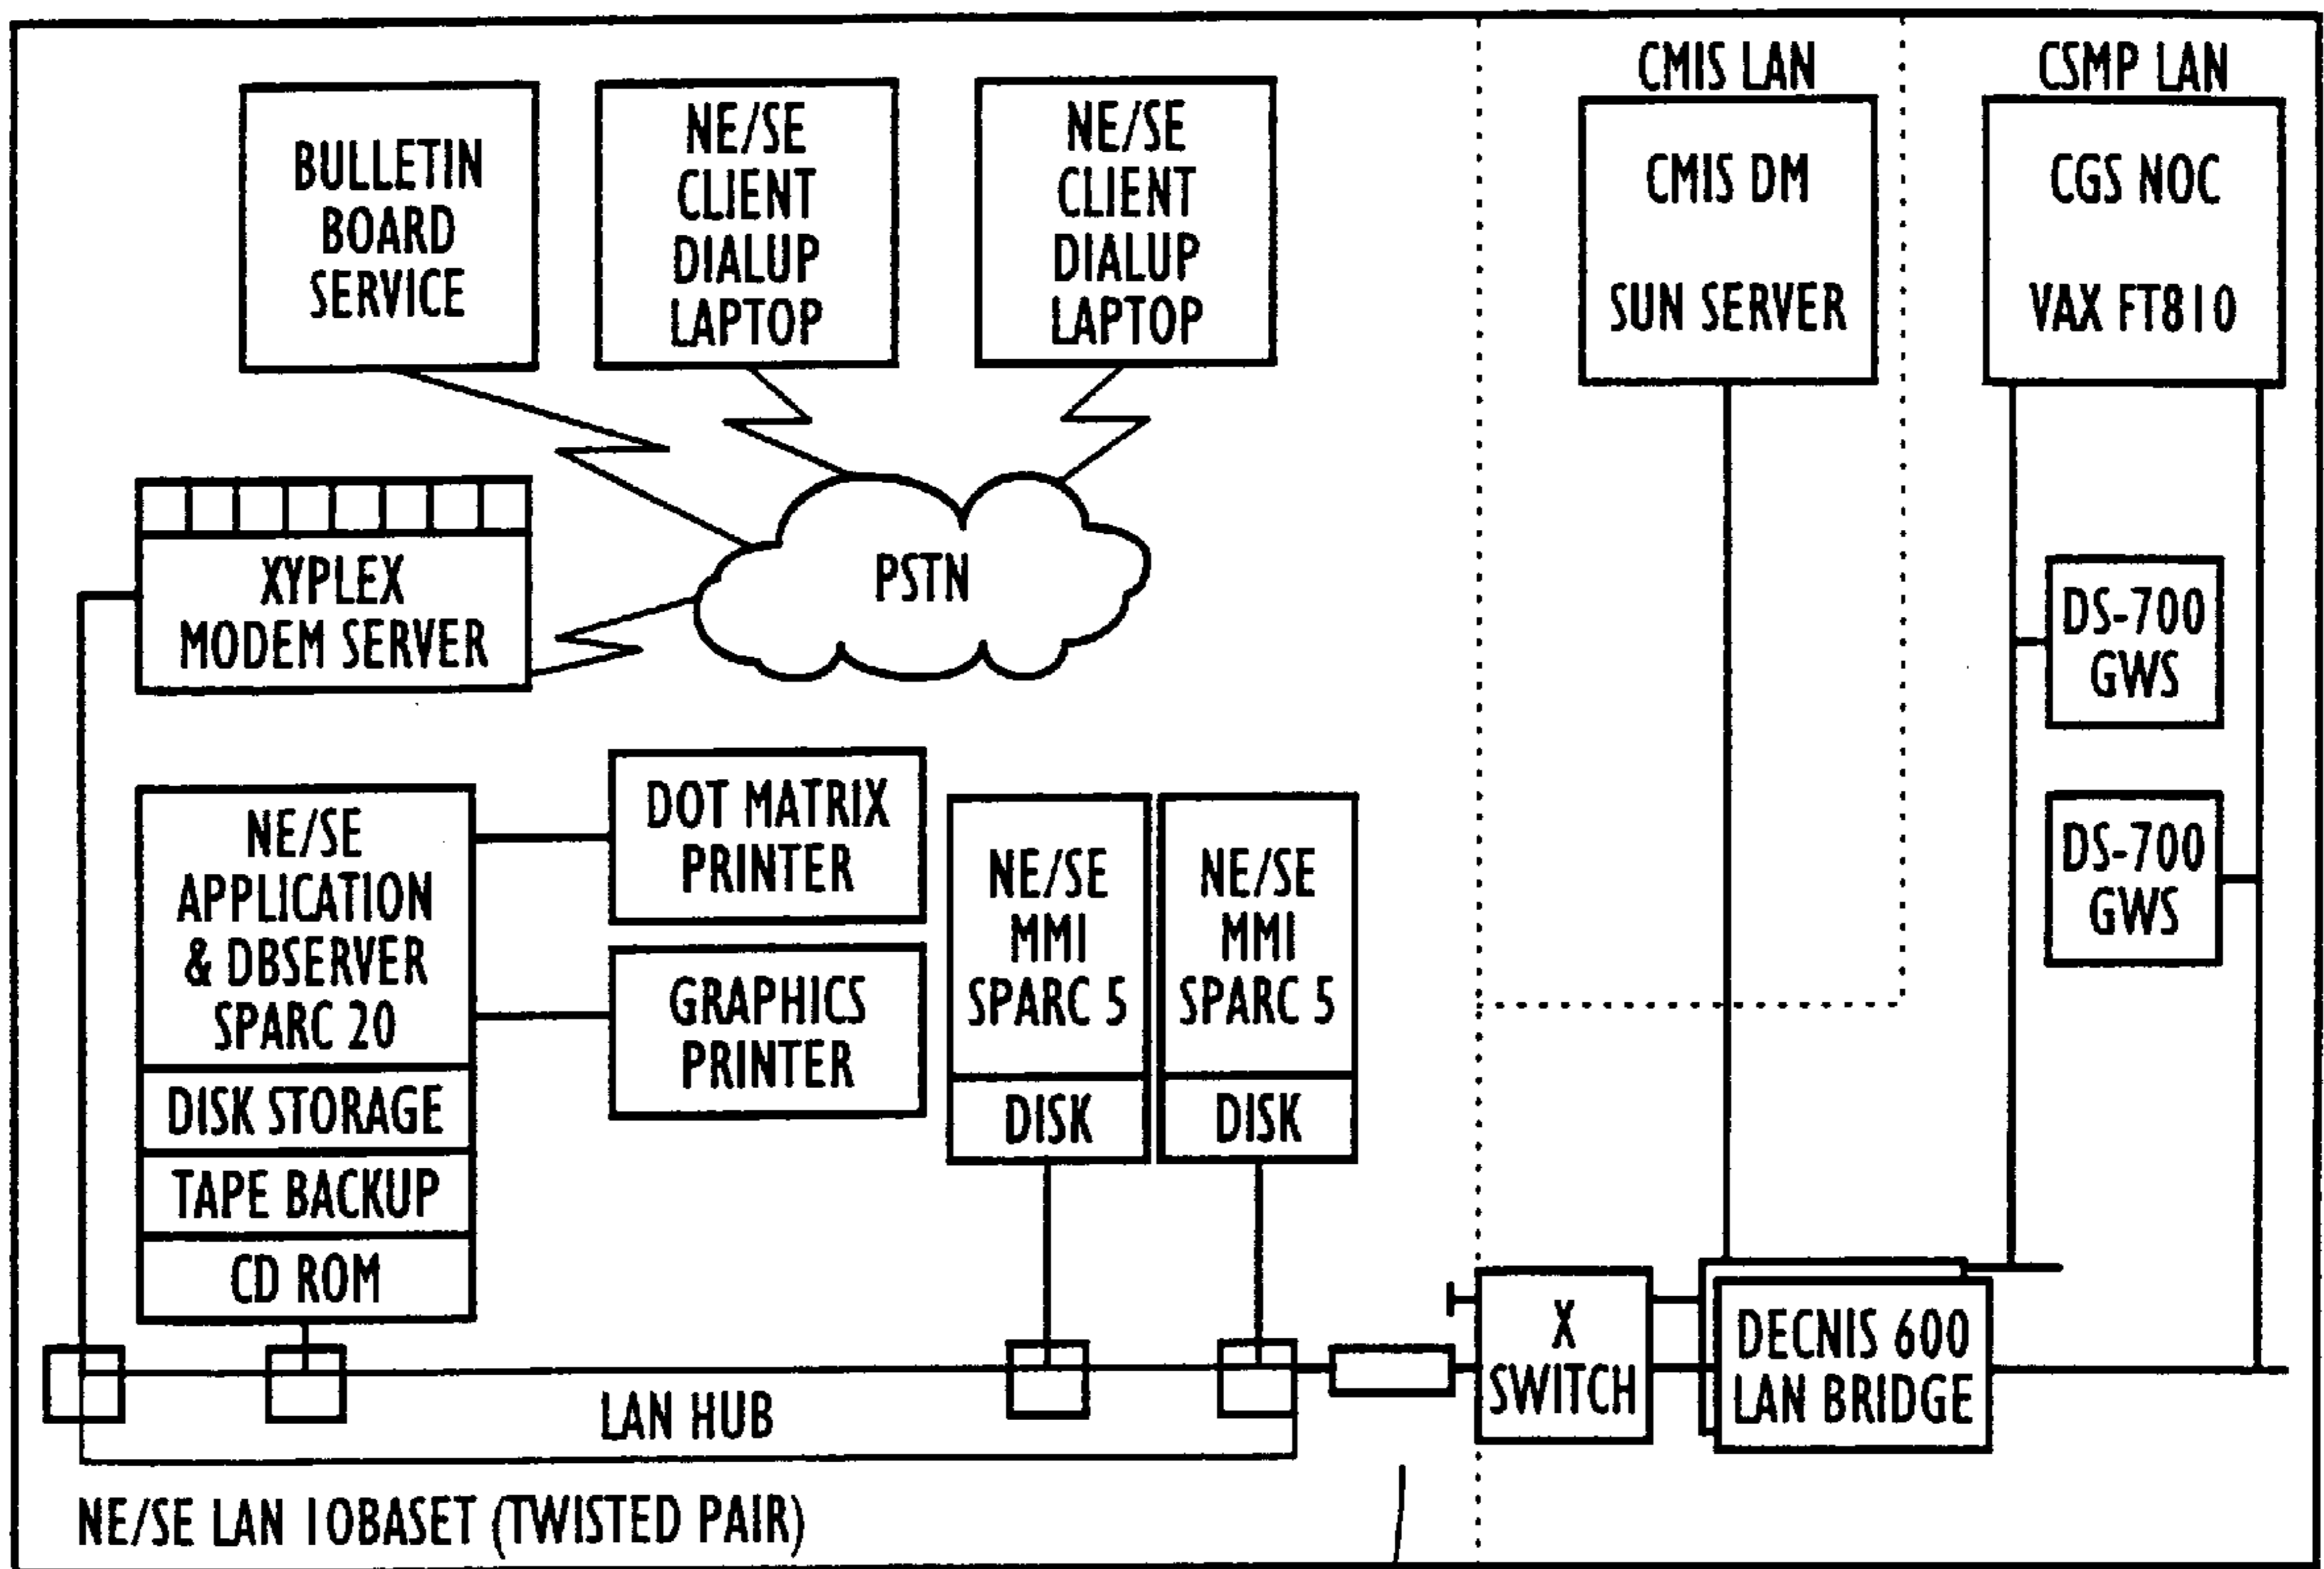 CMIS LAN
CSMP LAN
BULLETIN
BOARD
SERVICE
NE/SE
CLIENT
DIALUP
LAPTOP
NE/SE
CLIENT
DIALUP
LAPTOP
CMIS DM
SUN SERVER
CGS NOC
VAX FT810
XYPLEX
MODEM SERVER
PSTN
DS-700
GWS
DS-700
GWS
NE/SE
APPLICATION
& DBSERVER
SPARC 20
DISK STORAGE
TAPE BACKUP
CD ROM
DOT MATRIX
PRINTER
GRAPHICS
PRINTER
NE/SE
MMI
SPARC 5
DISK
NE/SE
MMI
SPARC 5
DISK
X
SWITCH
DECNIS 600
LAN BRIDGE
LAN HUB
NE/SE LAN 10BASET (TWISTED PAIR)